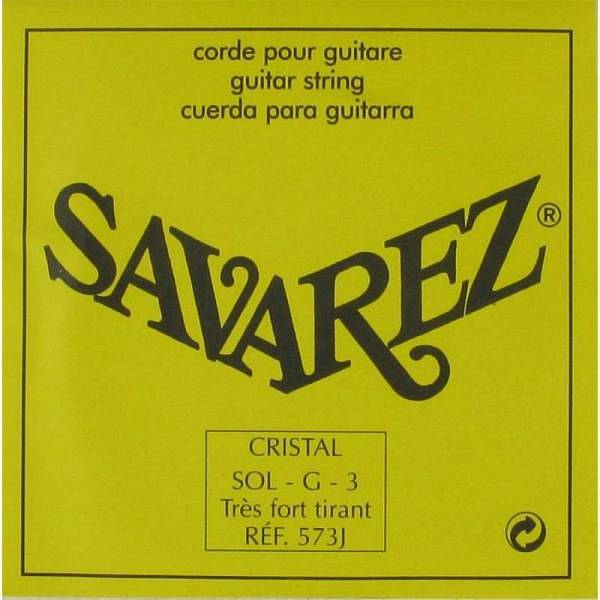 corde pour guitare
guitar string
cuerda para guitarra
SAVAREZ®
CRISTAL
SOL - G - 3
Très fort tirant
RÉF. 573J